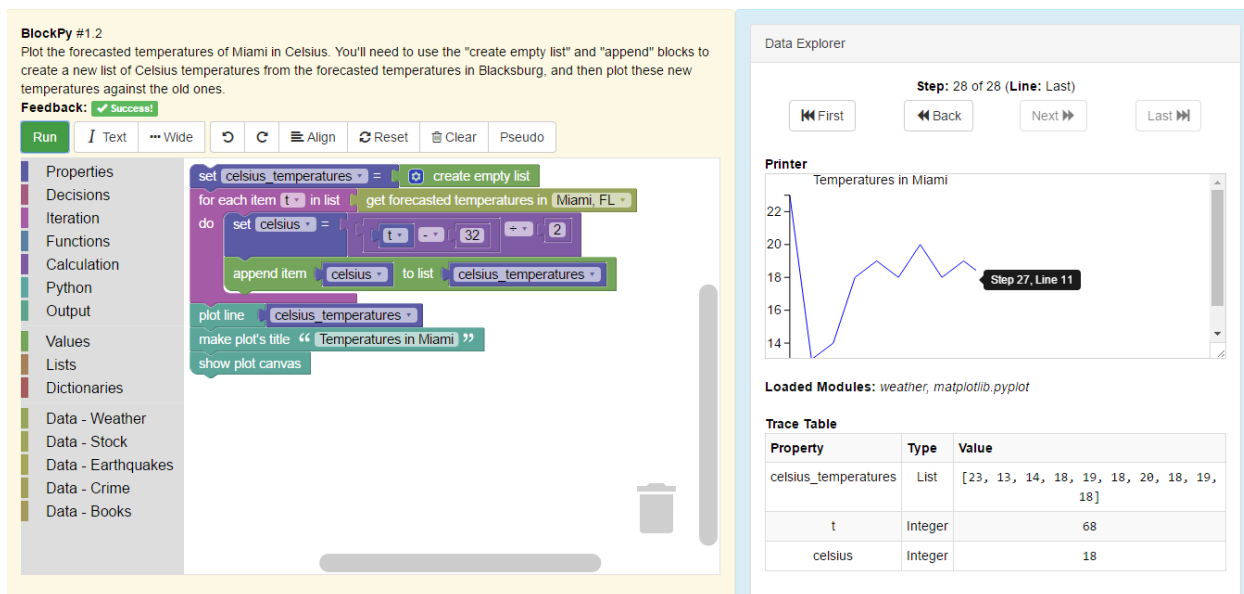 BlockPy #1.2
Plot the forecasted temperatures of Miami in Celsius. You'll need to use the "create empty list" and "append" blocks to
create a new list of Celsius temperatures from the forecasted temperatures in Blacksburg, and then plot these new
temperatures against the old ones.
Feedback: Success!
Run Text Wide Align Reset Clear Pseudo
Properties
Decisions
Iteration
Functions
Calculation
Python
Output
Values
Lists
Dictionaries
Data - Weather
Data - Stock
Data - Earthquakes
Data - Crime
Data - Books
set celsius_temperatures = create empty list
for each item t in list get forecasted temperatures in Miami, FL
do set celsius = t - 32 ÷ 2
append item celsius to list celsius_temperatures
plot line celsius_temperatures
make plot's title “ Temperatures in Miami ”
show plot canvas
Data Explorer
Step: 28 of 28 (Line: Last)
First Back Next Last
Printer
Temperatures in Miami
22
20
18
16
14
Step 27, Line 11
Loaded Modules: weather, matplotlib.pyplot
Trace Table
Property Type Value
celsius_temperatures List [23, 13, 14, 18, 19, 18, 20, 18, 19,
18]
t Integer 68
celsius Integer 18